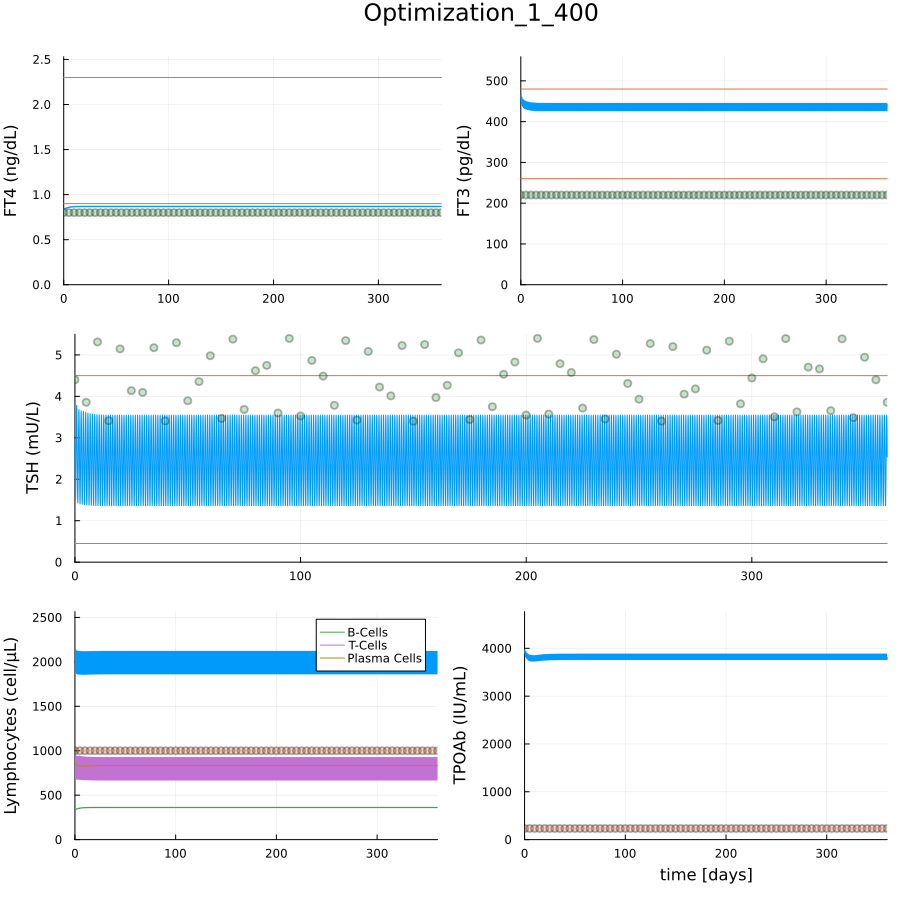 Optimization_1_400
FT4 (ng/dL)
2.5
2.0
1.5
1.0
0.5
0.0
0 100 200 300
FT3 (pg/dL)
500
400
300
200
100
0
0 100 200 300
TSH (mU/L)
5
4
3
2
1
0
0 100 200 300
Lymphocytes (cell/μL)
2500
2000
1500
1000
500
0
0 100 200 300
B-Cells
T-Cells
Plasma Cells
TPOAb (IU/mL)
4000
3000
2000
1000
0
0 100 200 300
time [days]